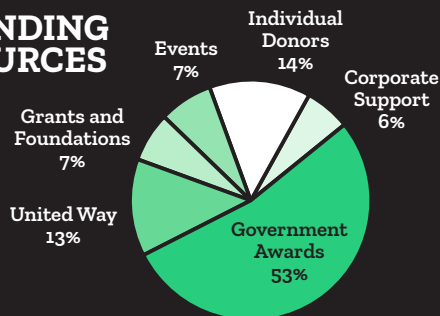 NDING
URCES
Individual
Donors
14%
Events
7%
Corporate
Support
6%
Grants and
Foundations
7%
United Way
13%
Government
Awards
53%